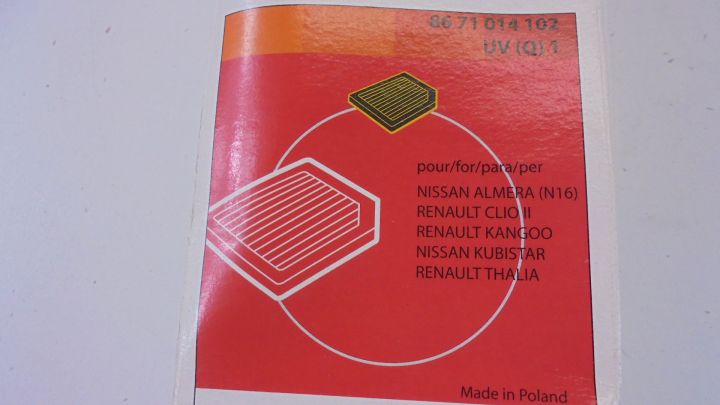 86 71 014 102
UV (Q) 1
pour/for/para/per
NISSAN ALMERA (N16)
RENAULT CLIO II
RENAULT KANGOO
NISSAN KUBISTAR
RENAULT THALIA
Made in Poland